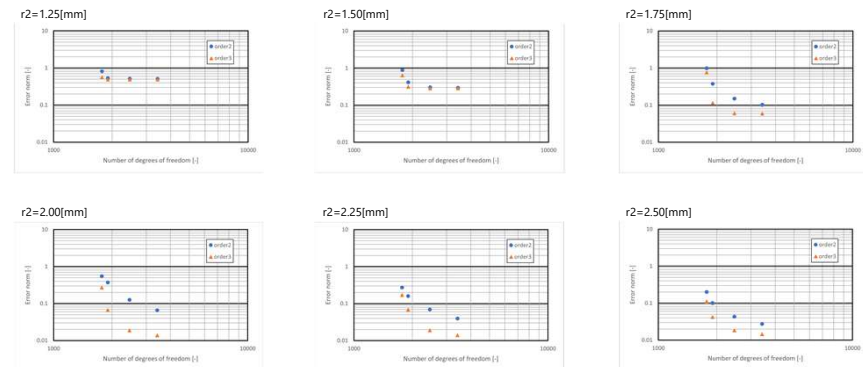 r2=1.25[mm]
10
1
0.1
0.01
1000
10000
Error norm [-]
Number of degrees of freedom [-]
order2
order3
r2=1.50[mm]
10
1
0.1
0.01
1000
10000
Error norm [-]
Number of degrees of freedom [-]
order2
order3
r2=1.75[mm]
10
1
0.1
0.01
1000
10000
Error norm [-]
Number of degrees of freedom [-]
order2
order3
r2=2.00[mm]
10
1
0.1
0.01
1000
10000
Error norm [-]
Number of degrees of freedom [-]
order2
order3
r2=2.25[mm]
10
1
0.1
0.01
1000
10000
Error norm [-]
Number of degrees of freedom [-]
order2
order3
r2=2.50[mm]
10
1
0.1
0.01
1000
10000
Error norm [-]
Number of degrees of freedom [-]
order2
order3